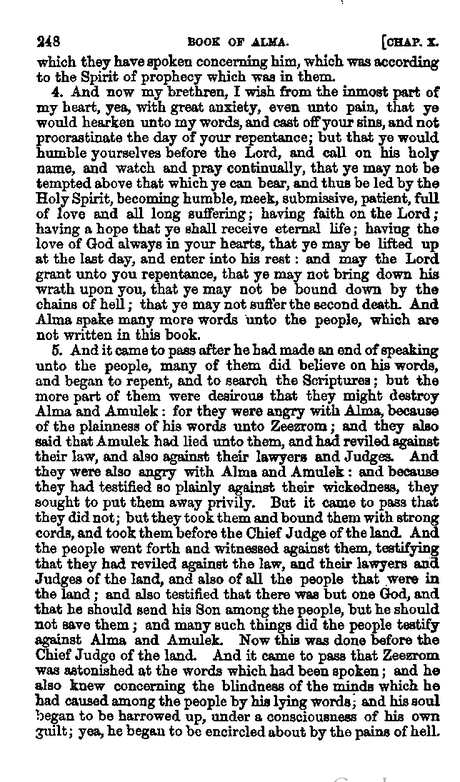 248 BOOK OF ALMA. [CHAP. X.
which they have spoken concerning him, which was according
to the Spirit of prophecy which was in them.
4. And now my brethren, I wish from the inmost part of
my heart, yea, with great anxiety, even unto pain, that ye
would hearken unto my words, and cast off your sins, and not
procrastinate the day of your repentance; but that ye would
humble yourselves before the Lord, and call on his holy
name, and watch and pray continually, that ye may not be
tempted above that which ye can bear, and thus be led by the
Holy Spirit, becoming humble, meek, submissive, patient, full
of love and all long suffering; having faith on the Lord;
having a hope that ye shall receive eternal life; having the
love of God always in your hearts, that ye may be lifted up
at the last day, and enter into his rest: and may the Lord
grant unto you repentance, that ye may not bring down his
wrath upon you, that ye may not be bound down by the
chains of hell; that ye may not suffer the second death. And
Alma spake many more words unto the people, which are
not written in this book.
5. And it came to pass after he had made an end of speaking
unto the people, many of them did believe on his words,
and began to repent, and to search the Scriptures; but the
more part of them were desirous that they might destroy
Alma and Amulek: for they were angry with Alma, because
of the plainness of his words unto Zeezrom; and they also
said that Amulek had lied unto them, and had reviled against
their law, and also against their lawyers and Judges. And
they were also angry with Alma and Amulek: and because
they had testified so plainly against their wickedness, they
sought to put them away privily. But it came to pass that
they did not; but they took them and bound them with strong
cords, and took them before the Chief Judge of the land. And
the people went forth and witnessed against them, testifying
that they had reviled against the law, and their lawyers and
Judges of the land, and also of all the people that were in
the land; and also testified that there was but one God, and
that he should send his Son among the people, but he should
not save them; and many such things did the people testify
against Alma and Amulek. Now this was done before the
Chief Judge of the land. And it came to pass that Zeezrom
was astonished at the words which had been spoken; and he
also knew concerning the blindness of the minds which he
had caused among the people by his lying words; and his soul
began to be harrowed up, under a consciousness of his own
guilt; yea, he began to be encircled about by the pains of hell.